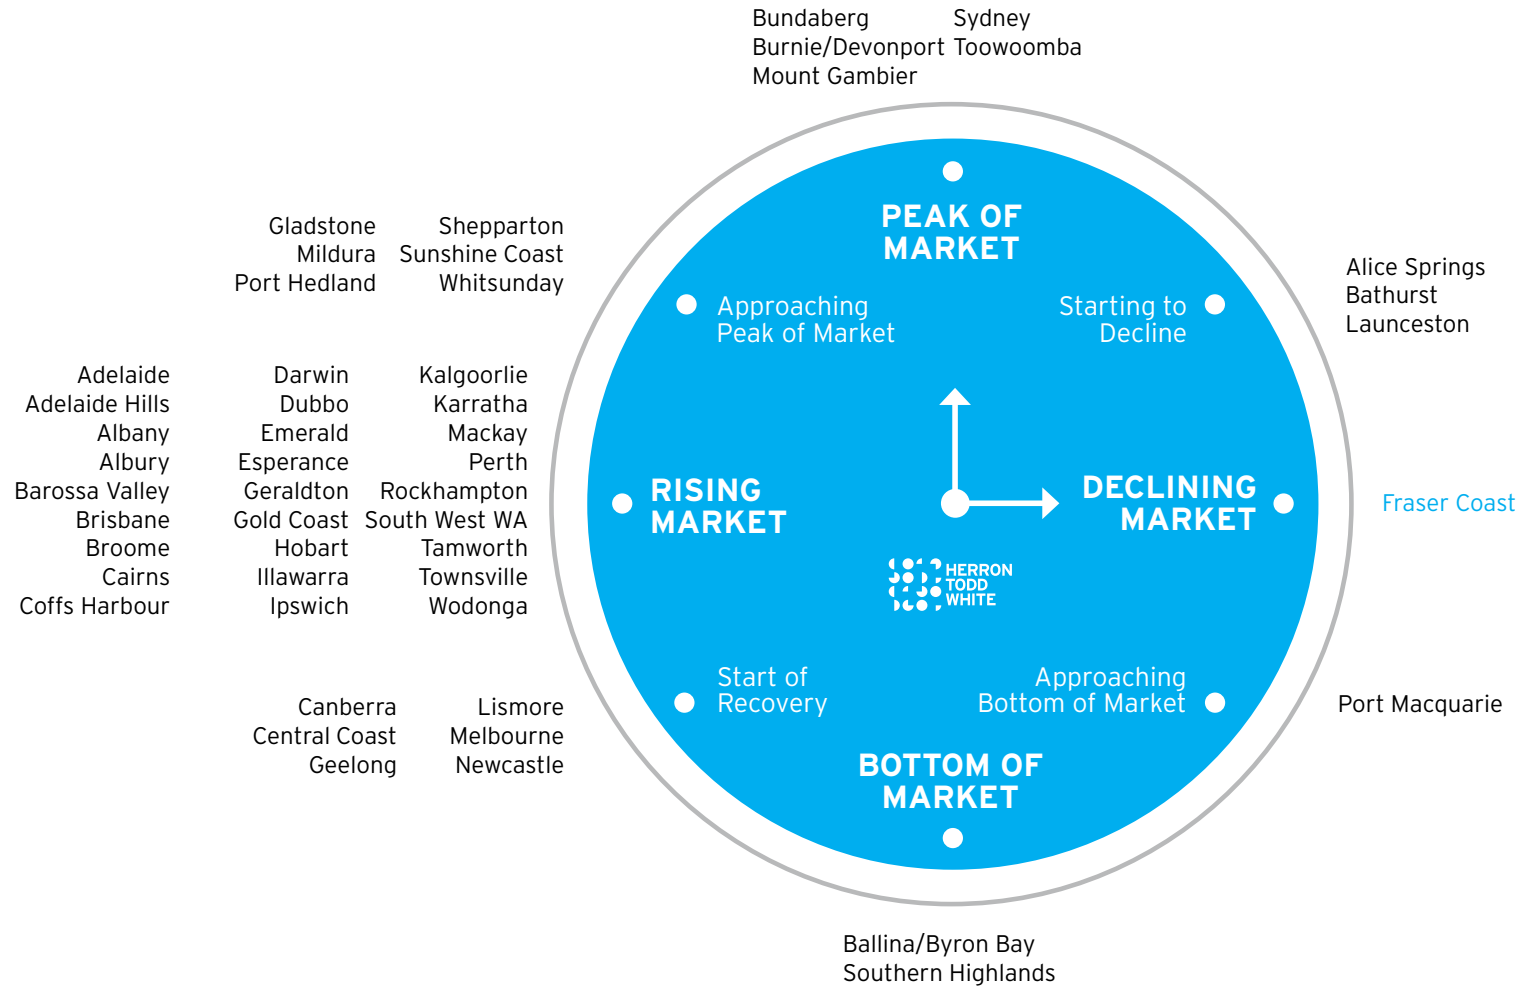 Bundaberg Sydney
Burnie/Devonport Toowoomba
Mount Gambier
PEAK OF
MARKET
Gladstone Shepparton
Mildura Sunshine Coast
Port Hedland Whitsunday
Approaching
Peak of Market
Starting to
Decline
Alice Springs
Bathurst
Launceston
Adelaide Darwin Kalgoorlie
Adelaide Hills Dubbo Karratha
Albany Emerald Mackay
Albury Esperance Perth
Barossa Valley Geraldton Rockhampton
Brisbane Gold Coast South West WA
Broome Hobart Tamworth
Cairns Illawarra Townsville
Coffs Harbour Ipswich Wodonga
RISING
MARKET
DECLINING
MARKET
Fraser Coast
HERRON
TODD
WHITE
Canberra Lismore
Central Coast Melbourne
Geelong Newcastle
Start of
Recovery
Approaching
Bottom of Market
Port Macquarie
BOTTOM OF
MARKET
Ballina/Byron Bay
Southern Highlands